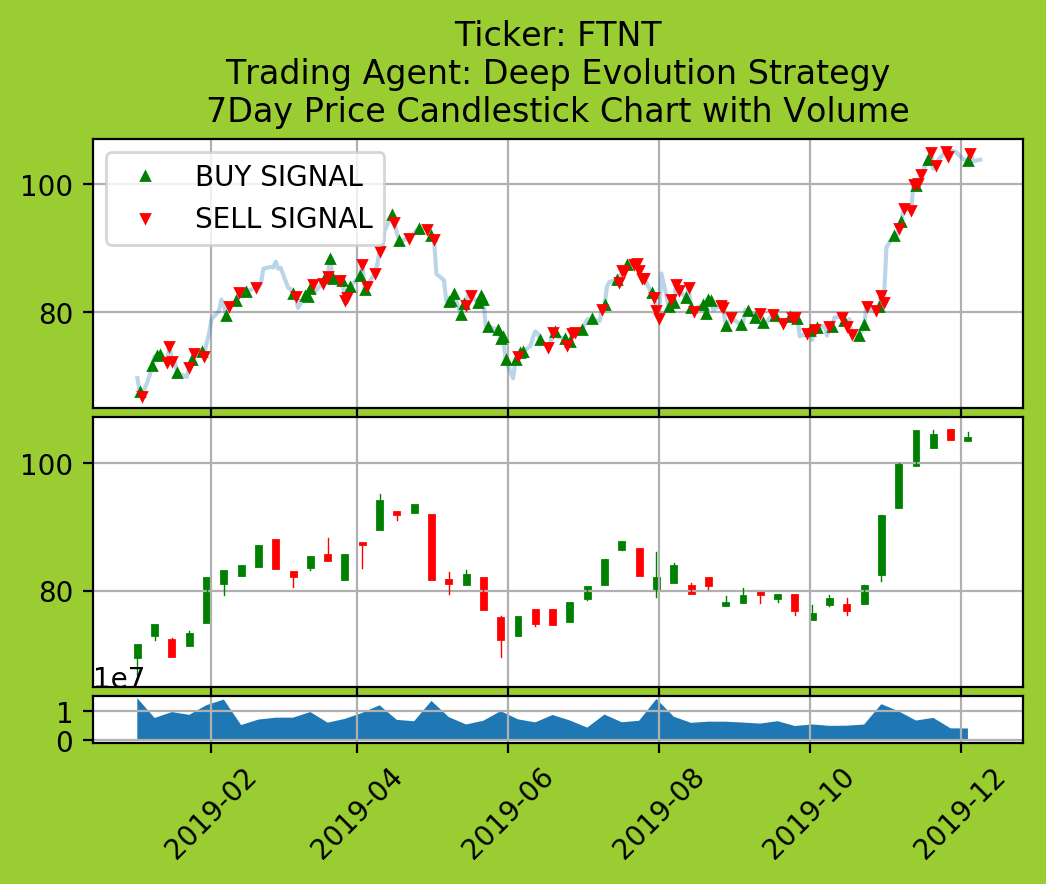 Ticker: FTNT
Trading Agent: Deep Evolution Strategy
7Day Price Candlestick Chart with Volume
BUY SIGNAL
SELL SIGNAL
100
80
100
80
1e7
1
0
2019-02
2019-04
2019-06
2019-08
2019-10
2019-12